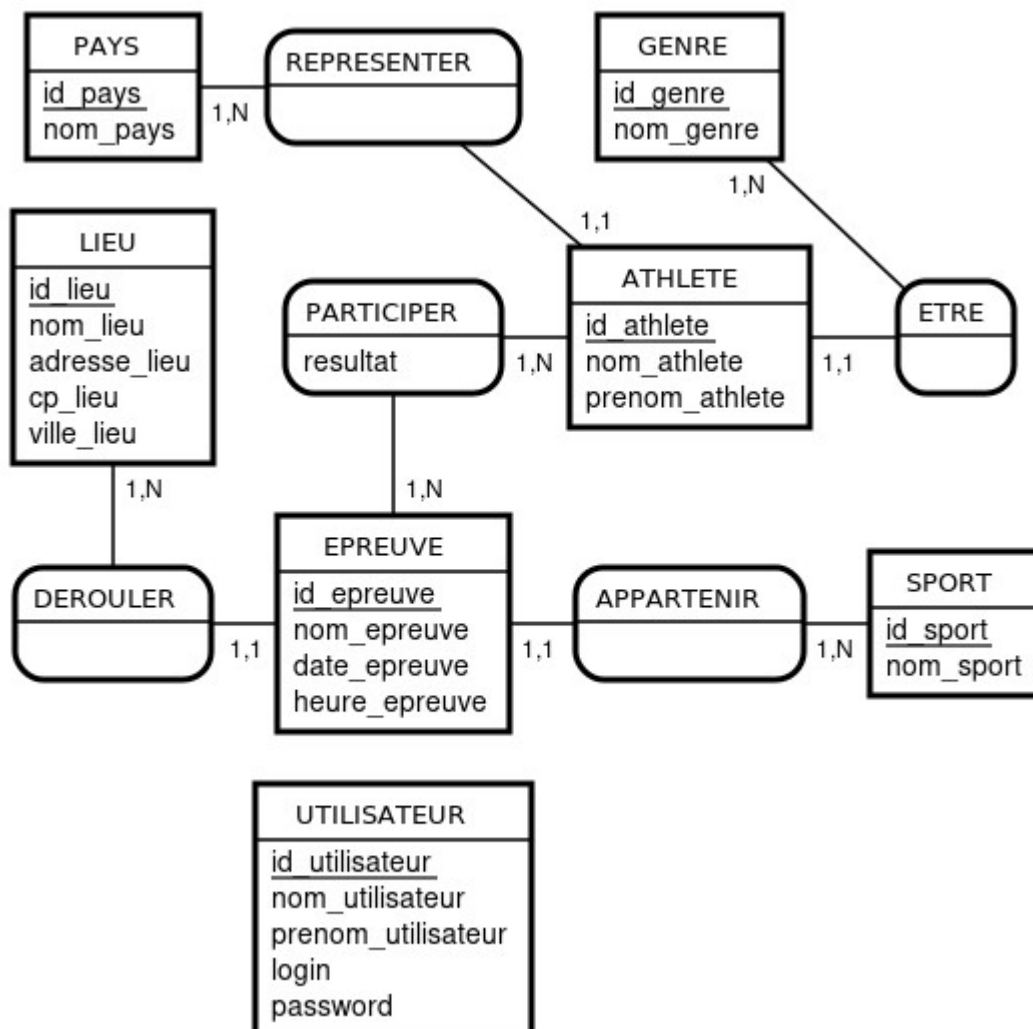 PAYS
id_pays
nom_pays
1,N
REPRESENTER
GENRE
id_genre
nom_genre
1,N
1,1
LIEU
id_lieu
nom_lieu
adresse_lieu
cp_lieu
ville_lieu
1,N
PARTICIPER
resultat
1,N
ATHLETE
id_athlete
nom_athlete
prenom_athlete
1,1
ETRE
1,N
DEROULER
1,1
EPREUVE
id_epreuve
nom_epreuve
date_epreuve
heure_epreuve
1,1
APPARTENIR
1,N
SPORT
id_sport
nom_sport
UTILISATEUR
id_utilisateur
nom_utilisateur
prenom_utilisateur
login
password